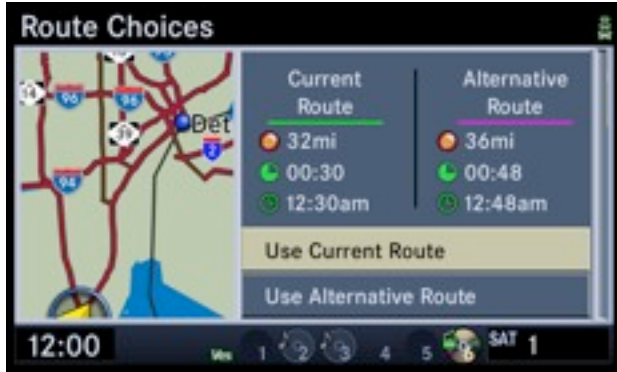 Route Choices
Current
Route
32mi
00:30
12:30am
Alternative
Route
36mi
00:48
12:48am
Det
96
96
94
Use Current Route
Use Alternative Route
12:00
1 2 3 4 5 6 SAT 1